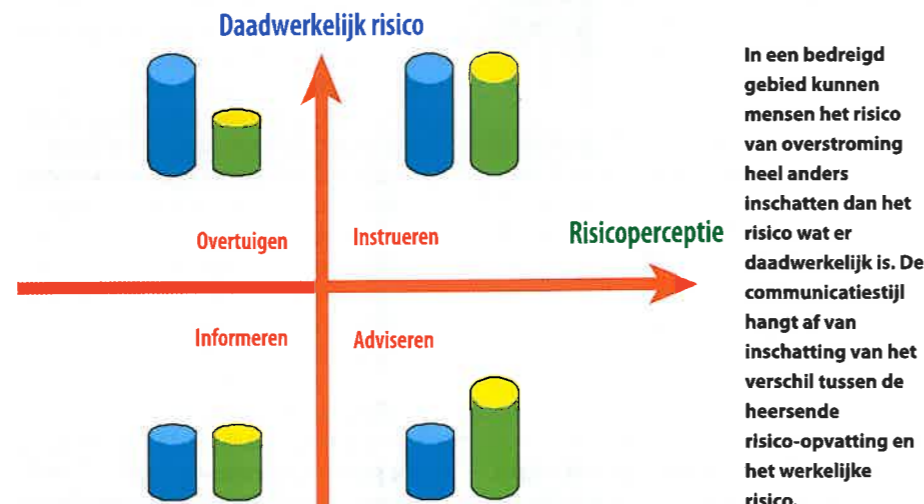 Daadwerkelijk risico
Overtuigen
Instrueren
Risicoperceptie
Informeren
Adviseren
In een bedreigd
gebied kunnen
mensen het risico
van overstroming
heel anders
inschatten dan het
risico wat er
daadwerkelijk is. De
communicatiestijl
hangt af van
inschatting van het
verschil tussen de
heersende
risico-opvatting en
het werkelijke
risico.